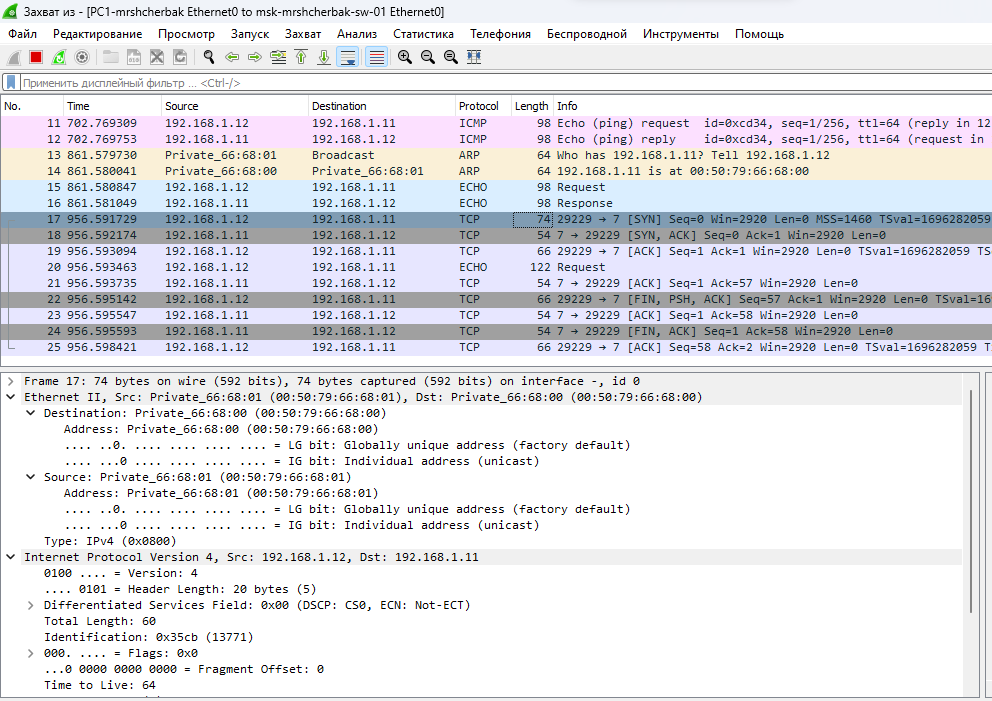 Захват из - [PC1-mrshcherbak Ethernet0 to msk-mrshcherbak-sw-01 Ethernet0]
Файл Редактирование Просмотр Запуск Захват Анализ Статистика Телефония Беспроводной Инструменты Помощь
Применить дисплейный фильтр ... <Ctrl-/>
No. Time Source Destination Protocol Length Info
11 702.769309 192.168.1.12 192.168.1.11 ICMP 98 Echo (ping) request id=0xcd34, seq=1/256, ttl=64 (reply in 12
12 702.769753 192.168.1.11 192.168.1.12 ICMP 98 Echo (ping) reply id=0xcd34, seq=1/256, ttl=64 (request in
13 861.579730 Private_66:68:01 Broadcast ARP 64 Who has 192.168.1.11? Tell 192.168.1.12
14 861.580041 Private_66:68:00 Private_66:68:01 ARP 64 192.168.1.11 is at 00:50:79:66:68:00
15 861.580847 192.168.1.12 192.168.1.11 ECHO 98 Request
16 861.581049 192.168.1.11 192.168.1.12 ECHO 98 Response
17 956.591729 192.168.1.12 192.168.1.11 TCP 74 29229 → 7 [SYN] Seq=0 Win=2920 Len=0 MSS=1460 TSval=1696282059
18 956.592174 192.168.1.11 192.168.1.12 TCP 54 7 → 29229 [SYN, ACK] Seq=0 Ack=1 Win=2920 Len=0
19 956.593094 192.168.1.12 192.168.1.11 TCP 66 29229 → 7 [ACK] Seq=1 Ack=1 Win=2920 Len=0 TSval=1696282059 TS
20 956.593463 192.168.1.12 192.168.1.11 ECHO 122 Request
21 956.593735 192.168.1.11 192.168.1.12 TCP 54 7 → 29229 [ACK] Seq=1 Ack=57 Win=2920 Len=0
22 956.595142 192.168.1.12 192.168.1.11 TCP 66 29229 → 7 [FIN, PSH, ACK] Seq=57 Ack=1 Win=2920 Len=0 TSval=16
23 956.595547 192.168.1.11 192.168.1.12 TCP 54 7 → 29229 [ACK] Seq=1 Ack=58 Win=2920 Len=0
24 956.595593 192.168.1.11 192.168.1.12 TCP 54 7 → 29229 [FIN, ACK] Seq=1 Ack=58 Win=2920 Len=0
25 956.598421 192.168.1.12 192.168.1.11 TCP 66 29229 → 7 [ACK] Seq=58 Ack=2 Win=2920 Len=0 TSval=1696282059 T
Frame 17: 74 bytes on wire (592 bits), 74 bytes captured (592 bits) on interface -, id 0
Ethernet II, Src: Private_66:68:01 (00:50:79:66:68:01), Dst: Private_66:68:00 (00:50:79:66:68:00)
Destination: Private_66:68:00 (00:50:79:66:68:00)
Address: Private_66:68:00 (00:50:79:66:68:00)
.... ..0. .... .... .... .... = LG bit: Globally unique address (factory default)
.... ...0 .... .... .... .... = IG bit: Individual address (unicast)
Source: Private_66:68:01 (00:50:79:66:68:01)
Address: Private_66:68:01 (00:50:79:66:68:01)
.... ..0. .... .... .... .... = LG bit: Globally unique address (factory default)
.... ...0 .... .... .... .... = IG bit: Individual address (unicast)
Type: IPv4 (0x0800)
Internet Protocol Version 4, Src: 192.168.1.12, Dst: 192.168.1.11
0100 .... = Version: 4
.... 0101 = Header Length: 20 bytes (5)
Differentiated Services Field: 0x00 (DSCP: CS0, ECN: Not-ECT)
Total Length: 60
Identification: 0x35cb (13771)
000. .... = Flags: 0x0
...0 0000 0000 0000 = Fragment Offset: 0
Time to Live: 64